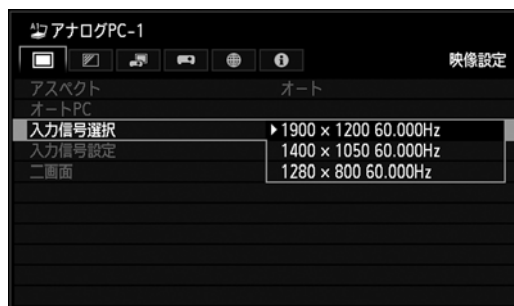 アナログPC-1
映像設定
アスペクト オート
オートPC
入力信号選択 ▶1900 × 1200 60.000Hz
入力信号設定 1400 × 1050 60.000Hz
二画面 1280 × 800 60.000Hz